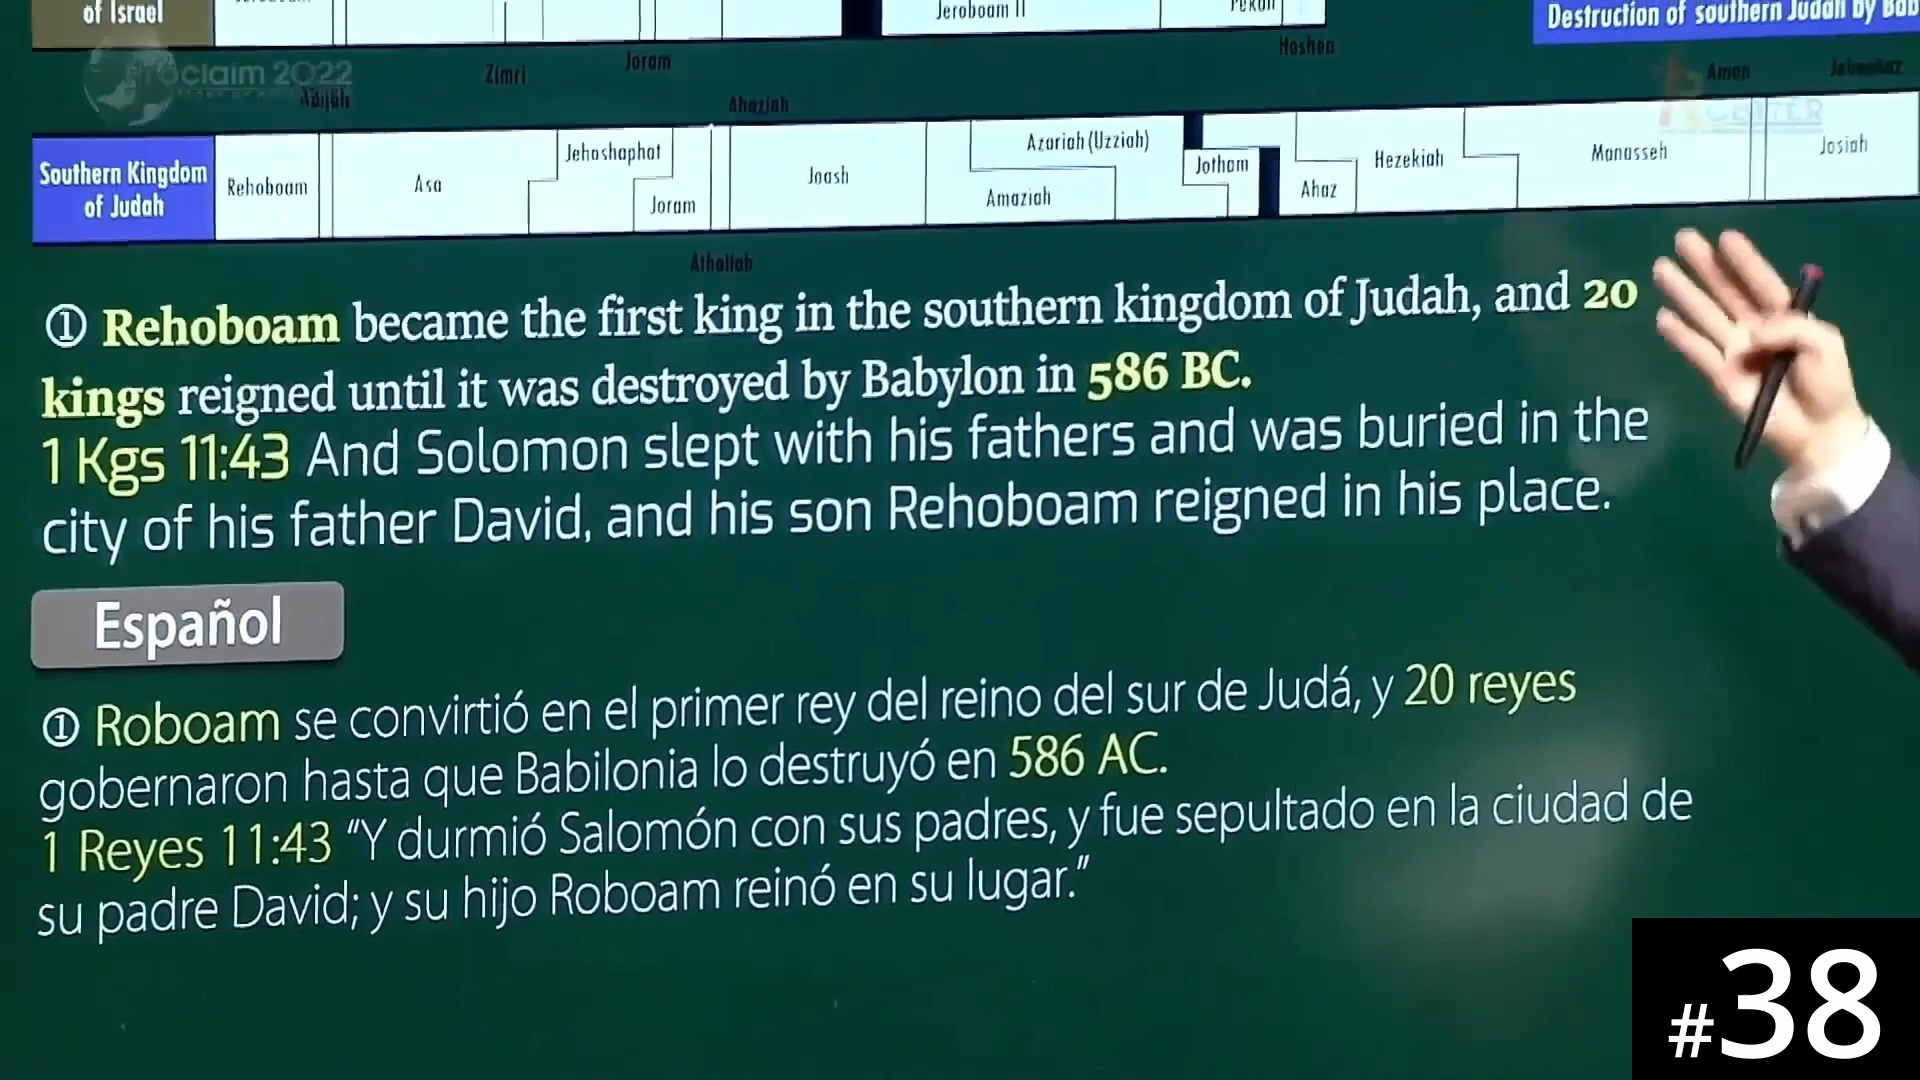 of Israel
Jeroboam II
Pekah
Destruction of southern Judah by Bab
Hoshea
Joram
Zimri
Proclaim 2022
Abijah
Ahaziah
Amon
Jehoahaz
CENTER
Southern Kingdom
of Judah
Rehoboam
Asa
Jehoshaphat
Joram
Joash
Azariah (Uzziah)
Amaziah
Jotham
Ahaz
Hezekiah
Manasseh
Josiah
Athaliah
① Rehoboam became the first king in the southern kingdom of Judah, and 20
kings reigned until it was destroyed by Babylon in 586 BC.
1 Kgs 11:43 And Solomon slept with his fathers and was buried in the
city of his father David, and his son Rehoboam reigned in his place.
Español
① Roboam se convirtió en el primer rey del reino del sur de Judá, y 20 reyes
gobernaron hasta que Babilonia lo destruyó en 586 AC.
1 Reyes 11:43 “Y durmió Salomón con sus padres, y fue sepultado en la ciudad de
su padre David; y su hijo Roboam reinó en su lugar.”
#38